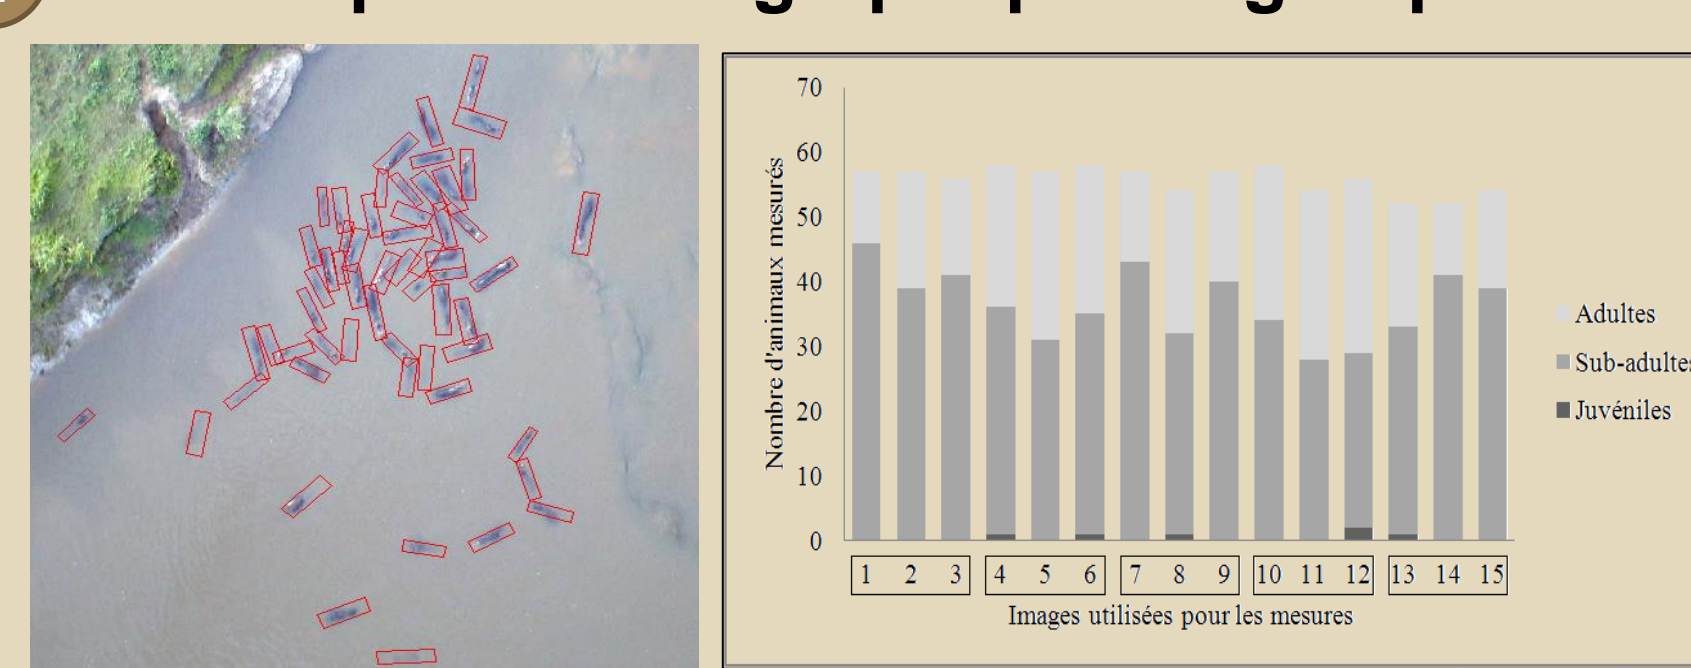 70
60
50
40
30
20
10
0
Nombre d'animaux mesurés
1 2 3 4 5 6 7 8 9 10 11 12 13 14 15
Images utilisées pour les mesures
Adultes
Sub-adultes
Juvéniles